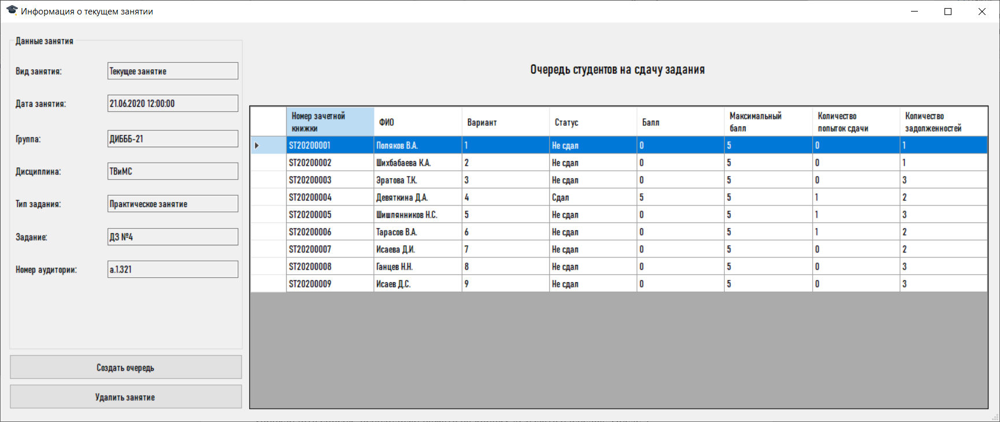 Информация о текущем занятии
Данные занятия
Вид занятия: Текущее занятие
Дата занятия: 21.06.2020 12:00:00
Группа: ДИБББ-21
Дисциплина: ТВиМС
Тип задания: Практическое занятие
Задание: ДЗ №4
Номер аудитории: а.1.321
Создать очередь
Удалить занятие
Очередь студентов на сдачу задания
Номер зачетной книжки ФИО Вариант Статус Балл Максимальный балл Количество попыток сдачи Количество задолженностей
ST20200001 Поляков В.А. 1 Не сдал 0 5 0 1
ST20200002 Шихбабаева К.А. 2 Не сдал 0 5 0 1
ST20200003 Эратова Т.К. 3 Не сдал 0 5 0 3
ST20200004 Девяткина Д.А. 4 Сдал 5 5 1 2
ST20200005 Шишлянников Н.С. 5 Не сдал 0 5 1 3
ST20200006 Тарасов В.А. 6 Не сдал 0 5 1 2
ST20200007 Исаева Д.И. 7 Не сдал 0 5 0 2
ST20200008 Ганцев Н.Н. 8 Не сдал 0 5 0 3
ST20200009 Исаев Д.С. 9 Не сдал 0 5 0 3